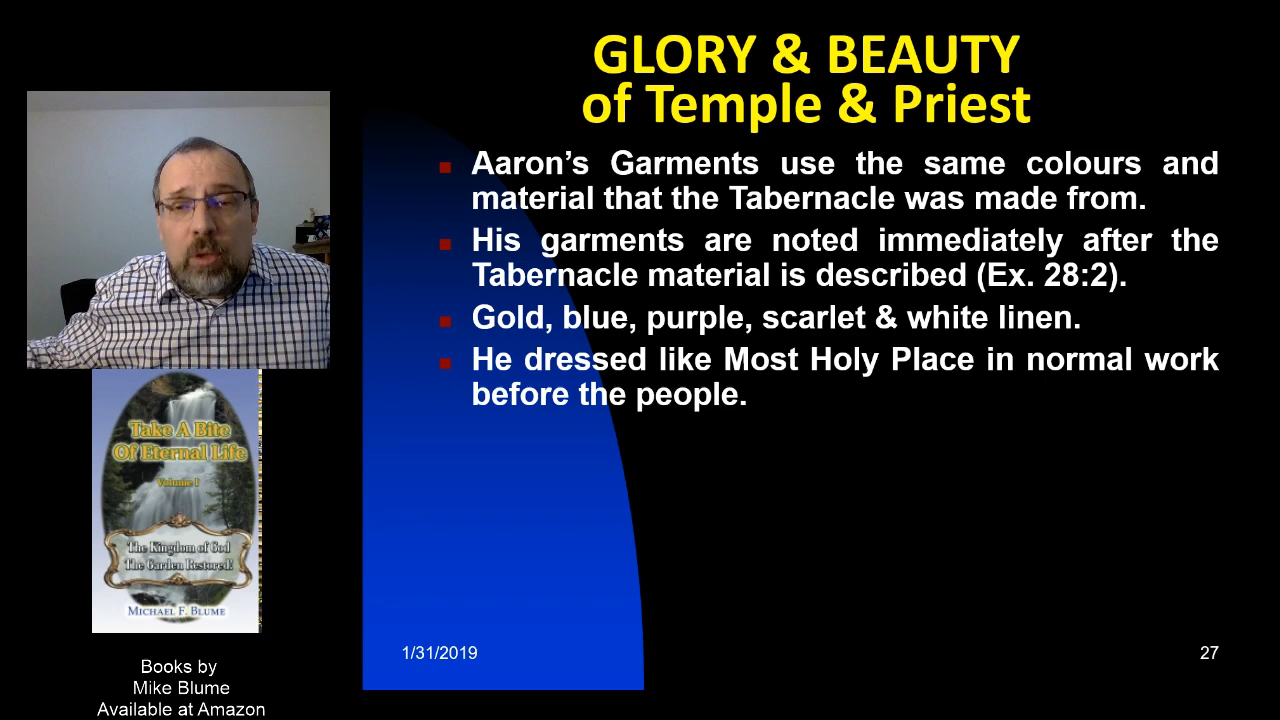 GLORY & BEAUTY
of Temple & Priest
Aaron’s Garments use the same colours and
material that the Tabernacle was made from.
His garments are noted immediately after the
Tabernacle material is described (Ex. 28:2).
Gold, blue, purple, scarlet & white linen.
He dressed like Most Holy Place in normal work
before the people.
1/31/2019
27
Take A Bite
Of Eternal Life
Volume I
The Kingdom of God
The Garden Restored!
MICHAEL F. BLUME
Books by
Mike Blume
Available at Amazon